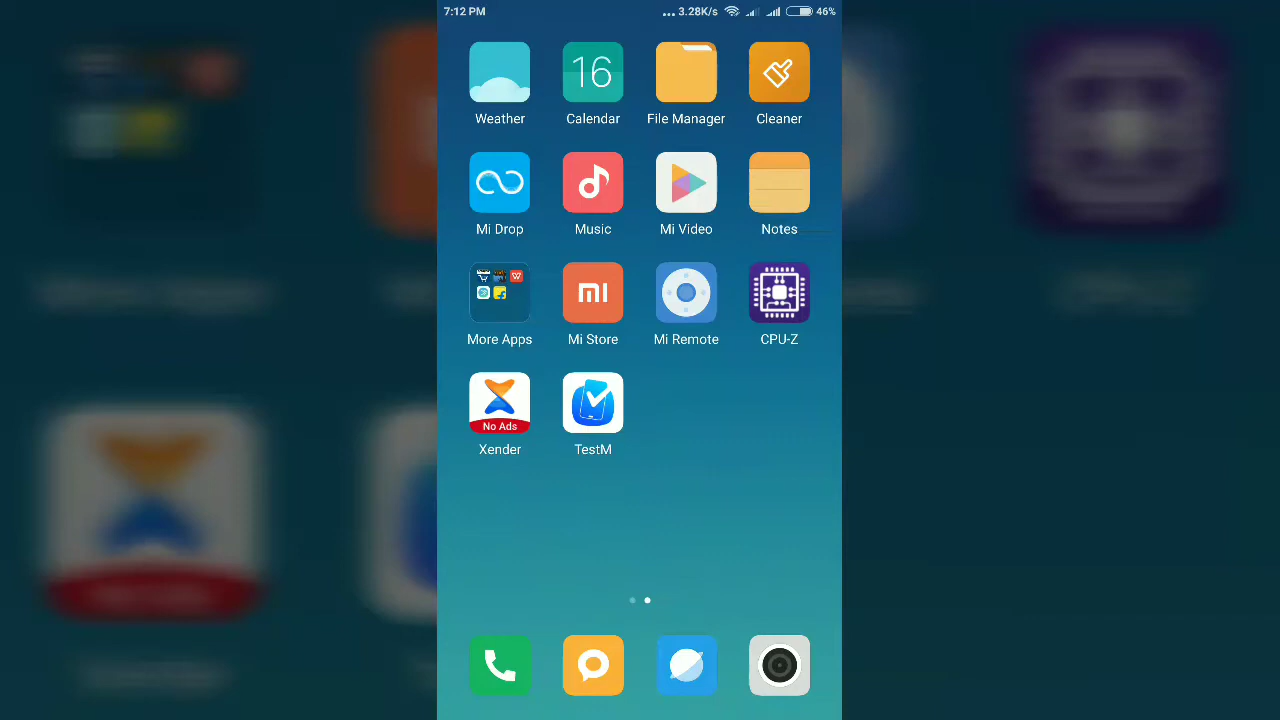 7:12 PM ... 3.28K/s 46%
16
Weather Calendar File Manager Cleaner
Mi Drop Music Mi Video Notes
W
mi
More Apps Mi Store Mi Remote CPU-Z
No Ads
Xender TestM